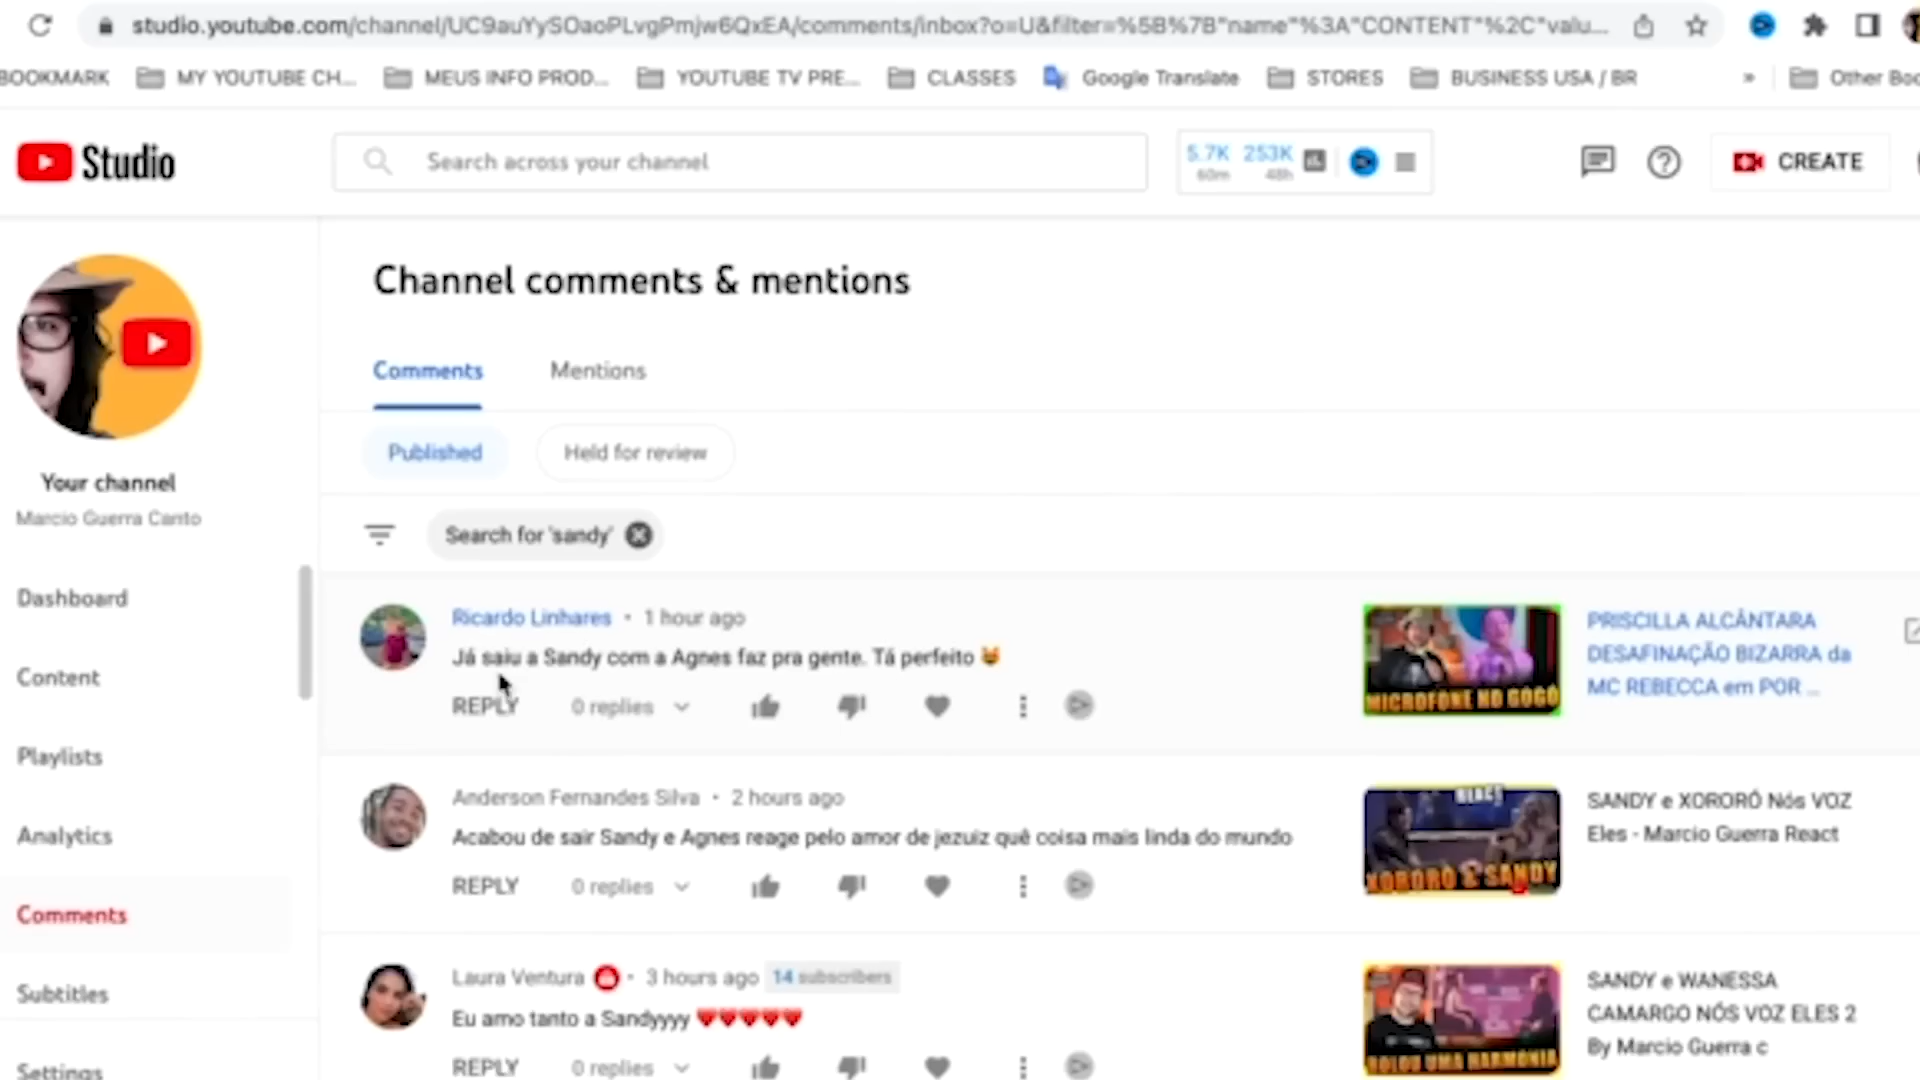 studio.youtube.com/channel/UC9auYySOaoPLvgPmjw6QxEA/comments/inbox?o=U&filter=%5B%7B"name"%3A"CONTENT"%2C"valu...
BOOKMARK MY YOUTUBE CH... MEUS INFO PROD... YOUTUBE TV PRE... CLASSES Google Translate STORES BUSINESS USA / BR » Other Boo
Studio
Search across your channel
5.7K 253K
60m 48h
CREATE
Channel comments & mentions
Comments Mentions
Published Held for review
Your channel
Marcio Guerra Canto
Search for 'sandy'
Dashboard
Content
Playlists
Analytics
Comments
Subtitles
Settings
Ricardo Linhares • 1 hour ago
Já saiu a Sandy com a Agnes faz pra gente. Tá perfeito 😺
REPLY 0 replies
MICROFONE NO GOGÓ
PRISCILLA ALCÂNTARA
DESAFINAÇÃO BIZARRA da
MC REBECCA em POR ...
Anderson Fernandes Silva • 2 hours ago
Acabou de sair Sandy e Agnes reage pelo amor de jezuiz quê coisa mais linda do mundo
REPLY 0 replies
REACT
XORORÓ & SANDY
SANDY e XORORÓ Nós VOZ
Eles - Marcio Guerra React
Laura Ventura • 3 hours ago 14 subscribers
Eu amo tanto a Sandyyyy ❤️❤️❤️❤️❤️
REPLY 0 replies
ROLOU UMA HARMONIA
SANDY e WANESSA
CAMARGO NÓS VOZ ELES 2
By Marcio Guerra c